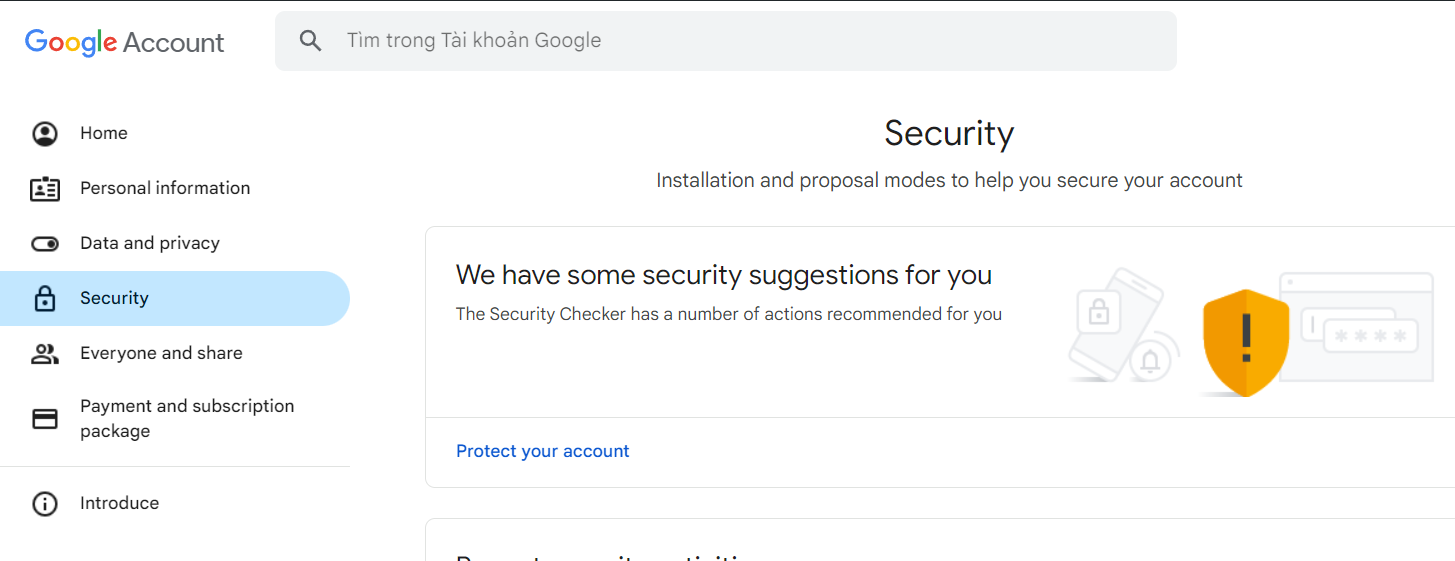 Google Account
Tìm trong Tài khoản Google
Home
Personal information
Data and privacy
Security
Everyone and share
Payment and subscription
package
Introduce
Security
Installation and proposal modes to help you secure your account
We have some security suggestions for you
The Security Checker has a number of actions recommended for you
* * * *
Protect your account